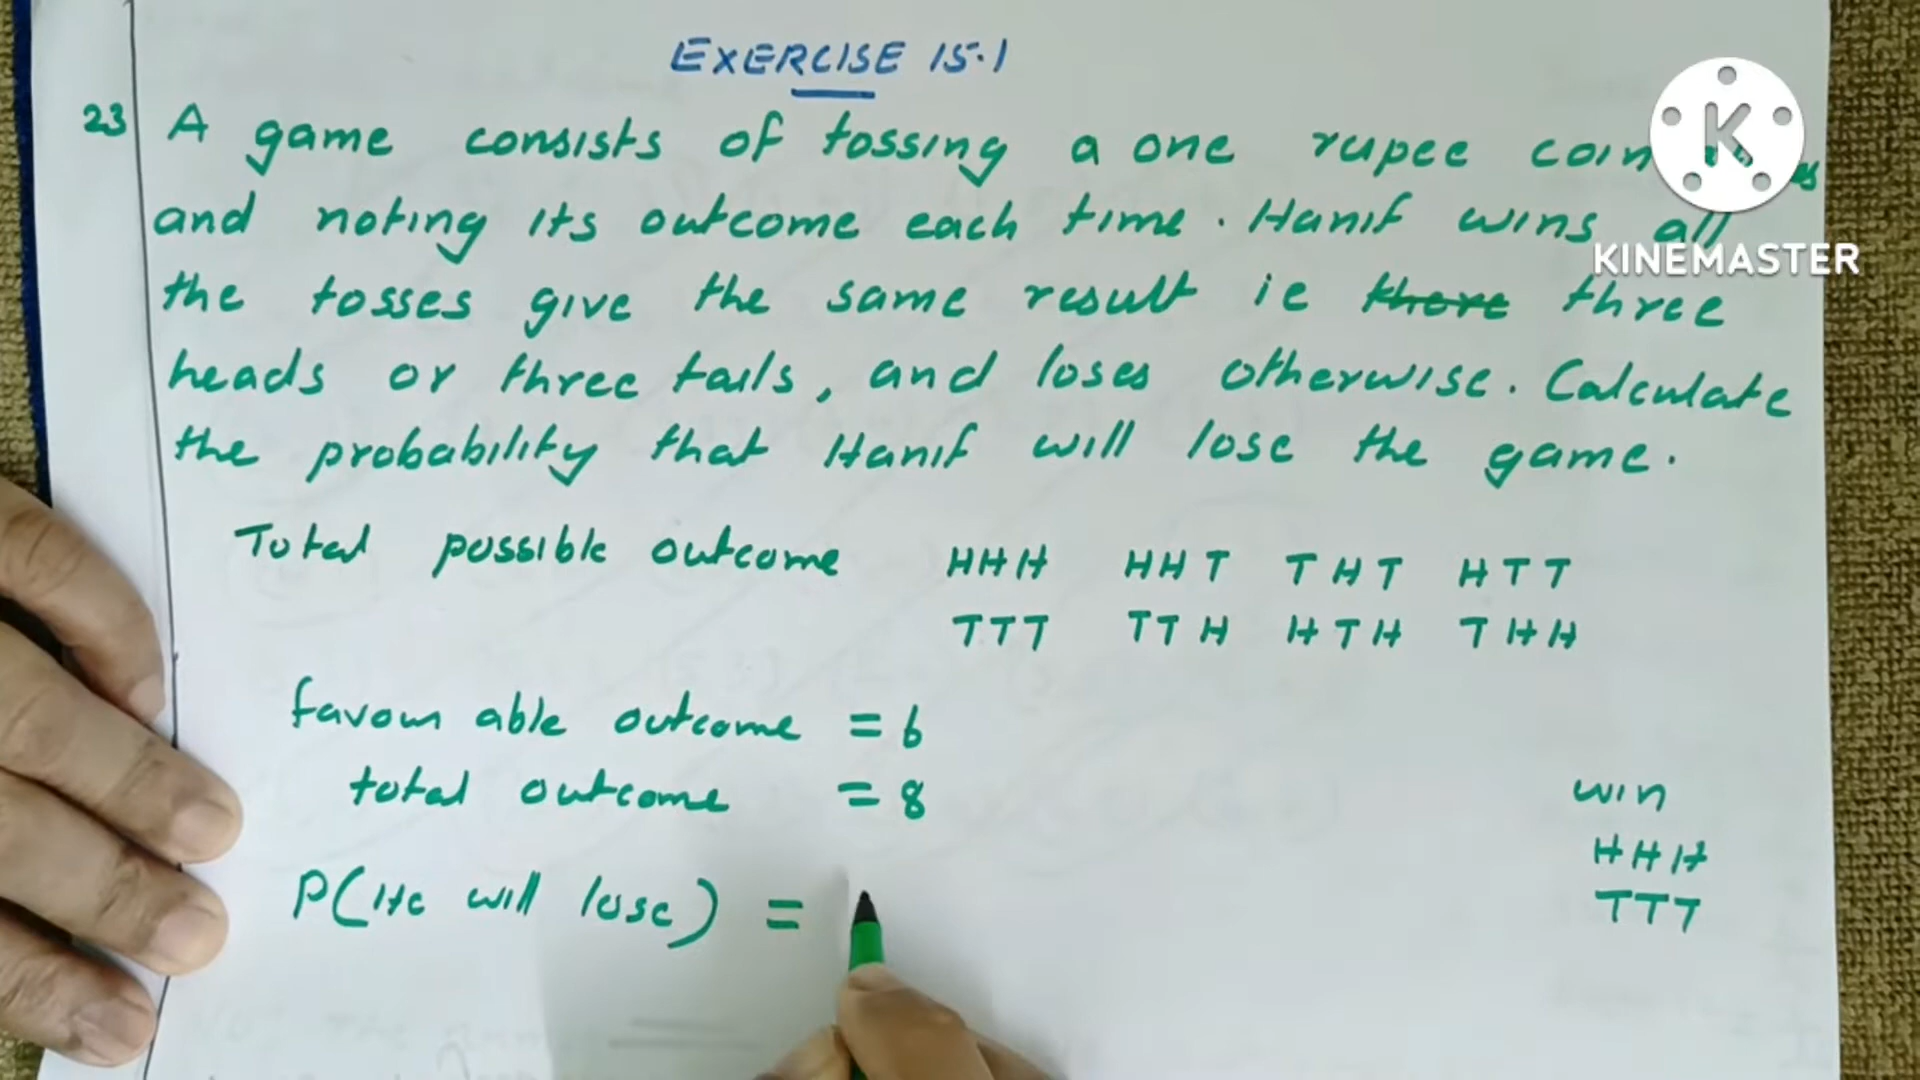 EXERCISE 15.1
23 A game consists of tossing a one rupee coin
and noting its outcome each time. Hanif wins all
the tosses give the same result ie there three
heads or three tails, and loses otherwise. Calculate
the probability that Hanif will lose the game.
Total possible outcome HHH HHT THT HTT
TTT TTH HTH THH
favourable outcome = 6
total outcome = 8
P(He will lose) =
win
HHH
TTT
K
KINEMASTER